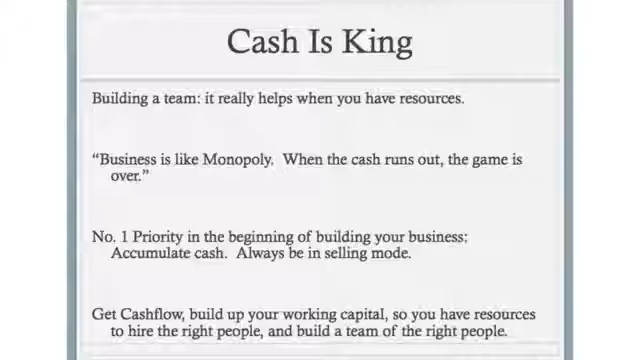 Cash Is King
Building a team: it really helps when you have resources.
“Business is like Monopoly.  When the cash runs out, the game is
over.”
No. 1 Priority in the beginning of building your business:
Accumulate cash.  Always be in selling mode.
Get Cashflow, build up your working capital, so you have resources
to hire the right people, and build a team of the right people.